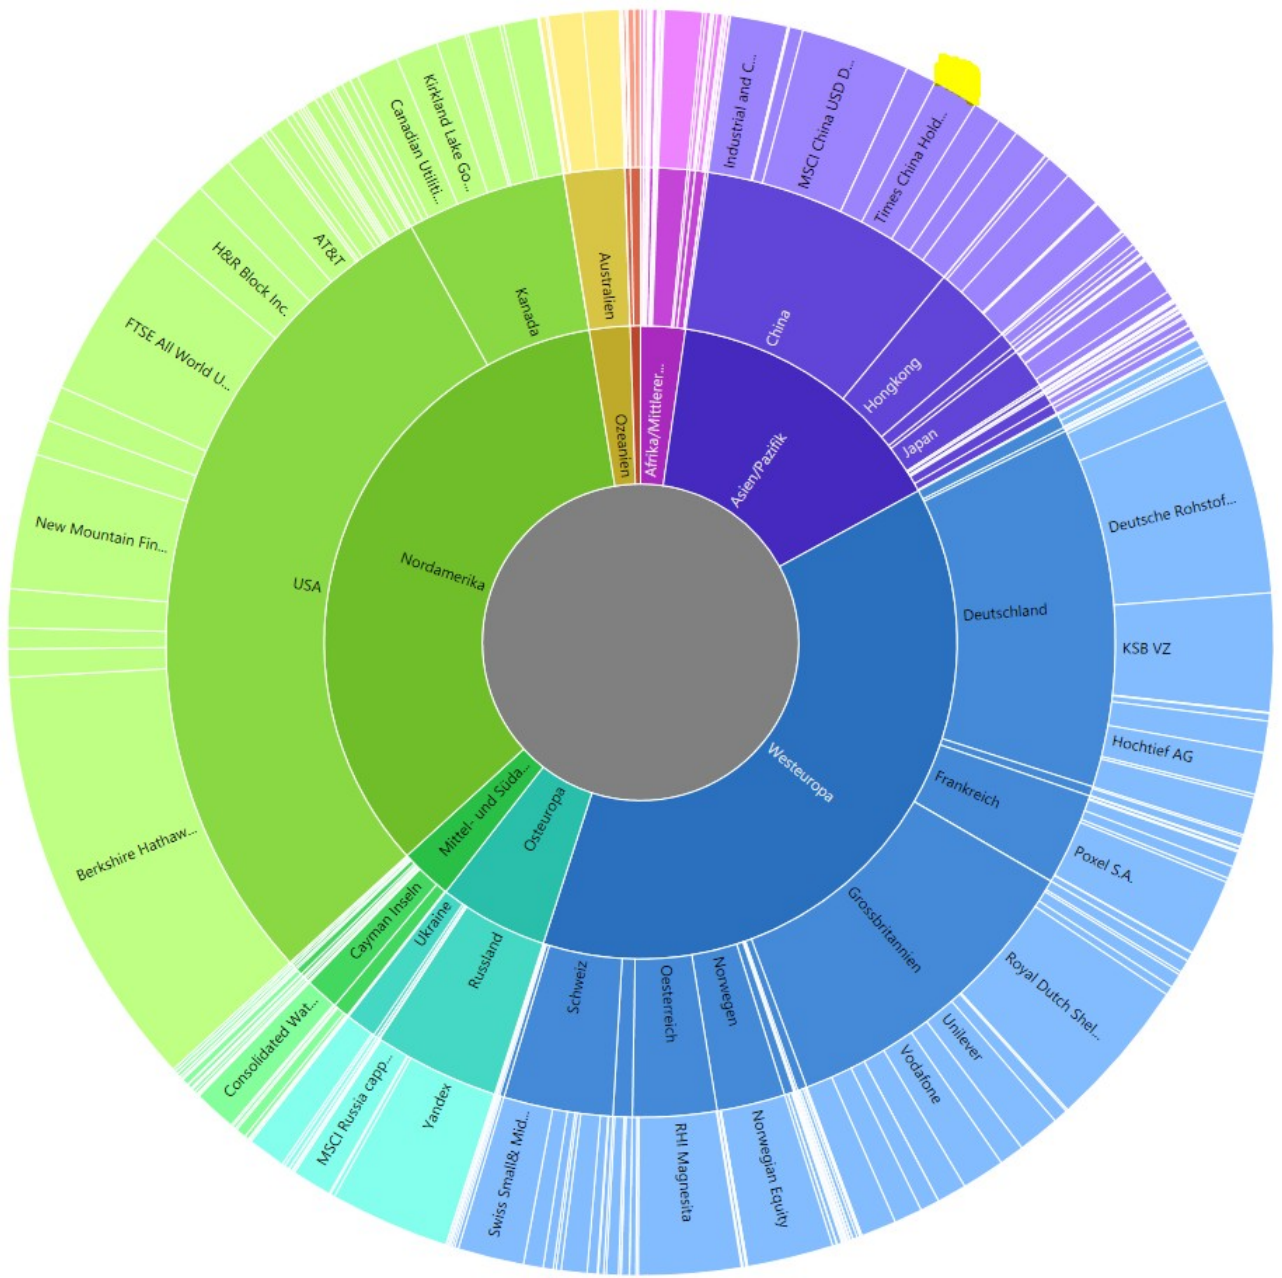 Kirkland Lake Go...
Canadian Utiliti...
AT&T
H&R Block Inc.
FTSE All World U...
New Mountain Fin...
Berkshire Hathaw...
Industrial and C...
MSCI China USD D...
Times China Hold...
Deutsche Rohstof...
KSB VZ
Hochtief AG
Poxel S.A.
Royal Dutch Shel...
Unilever
Vodafone
Norwegian Equity
RHI Magnesita
Swiss Small& Mid...
Yandex
MSCI Russia capp...
Consolidated Wat...
Kanada
Australien
China
Hongkong
Japan
Deutschland
Frankreich
Grossbritannien
Norwegen
Oesterreich
Schweiz
Russland
Ukraine
Cayman Inseln
USA
Nordamerika
Ozeanien
Afrika/Mittlerer...
Asien/Pazifik
Westeuropa
Osteuropa
Mittel- und Süda...